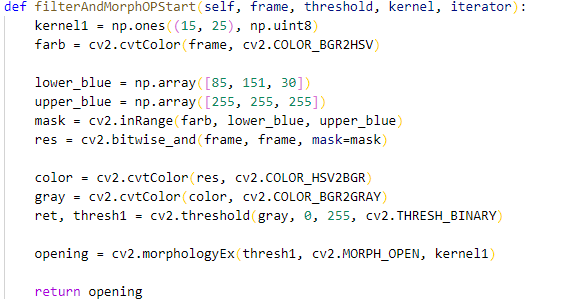 def filterAndMorphOPStart(self, frame, threshold, kernel, iterator):
    kernel1 = np.ones((15, 25), np.uint8)
    farb = cv2.cvtColor(frame, cv2.COLOR_BGR2HSV)

    lower_blue = np.array([85, 151, 30])
    upper_blue = np.array([255, 255, 255])
    mask = cv2.inRange(farb, lower_blue, upper_blue)
    res = cv2.bitwise_and(frame, frame, mask=mask)

    color = cv2.cvtColor(res, cv2.COLOR_HSV2BGR)
    gray = cv2.cvtColor(color, cv2.COLOR_BGR2GRAY)
    ret, thresh1 = cv2.threshold(gray, 0, 255, cv2.THRESH_BINARY)

    opening = cv2.morphologyEx(thresh1, cv2.MORPH_OPEN, kernel1)

    return opening